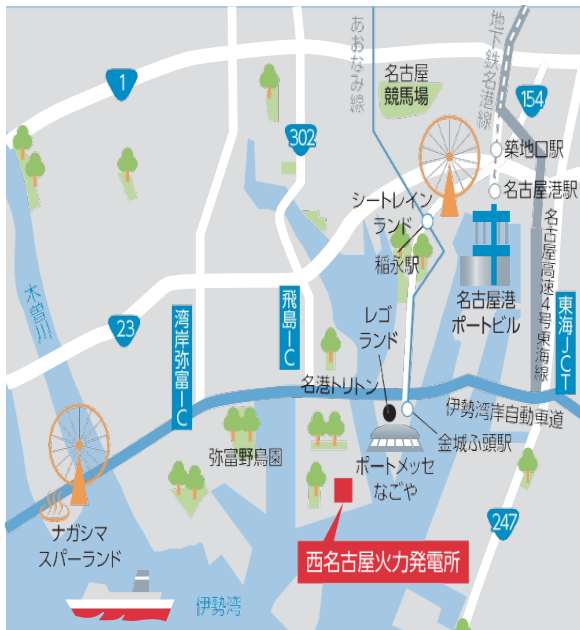 1
302
154
23
247
あおなみ線
名古屋
競馬場
地下鉄名港線
築地口駅
名古屋港駅
シートレイン
ランド
稲永駅
名古屋港
ポートビル
名古屋高速4号東海線
東海JCT
木曽川
湾岸弥富IC
飛島IC
レゴ
ランド
名港トリトン
伊勢湾岸自動車道
金城ふ頭駅
弥富野鳥園
ポートメッセ
なごや
ナガシマ
スパーランド
西名古屋火力発電所
伊勢湾